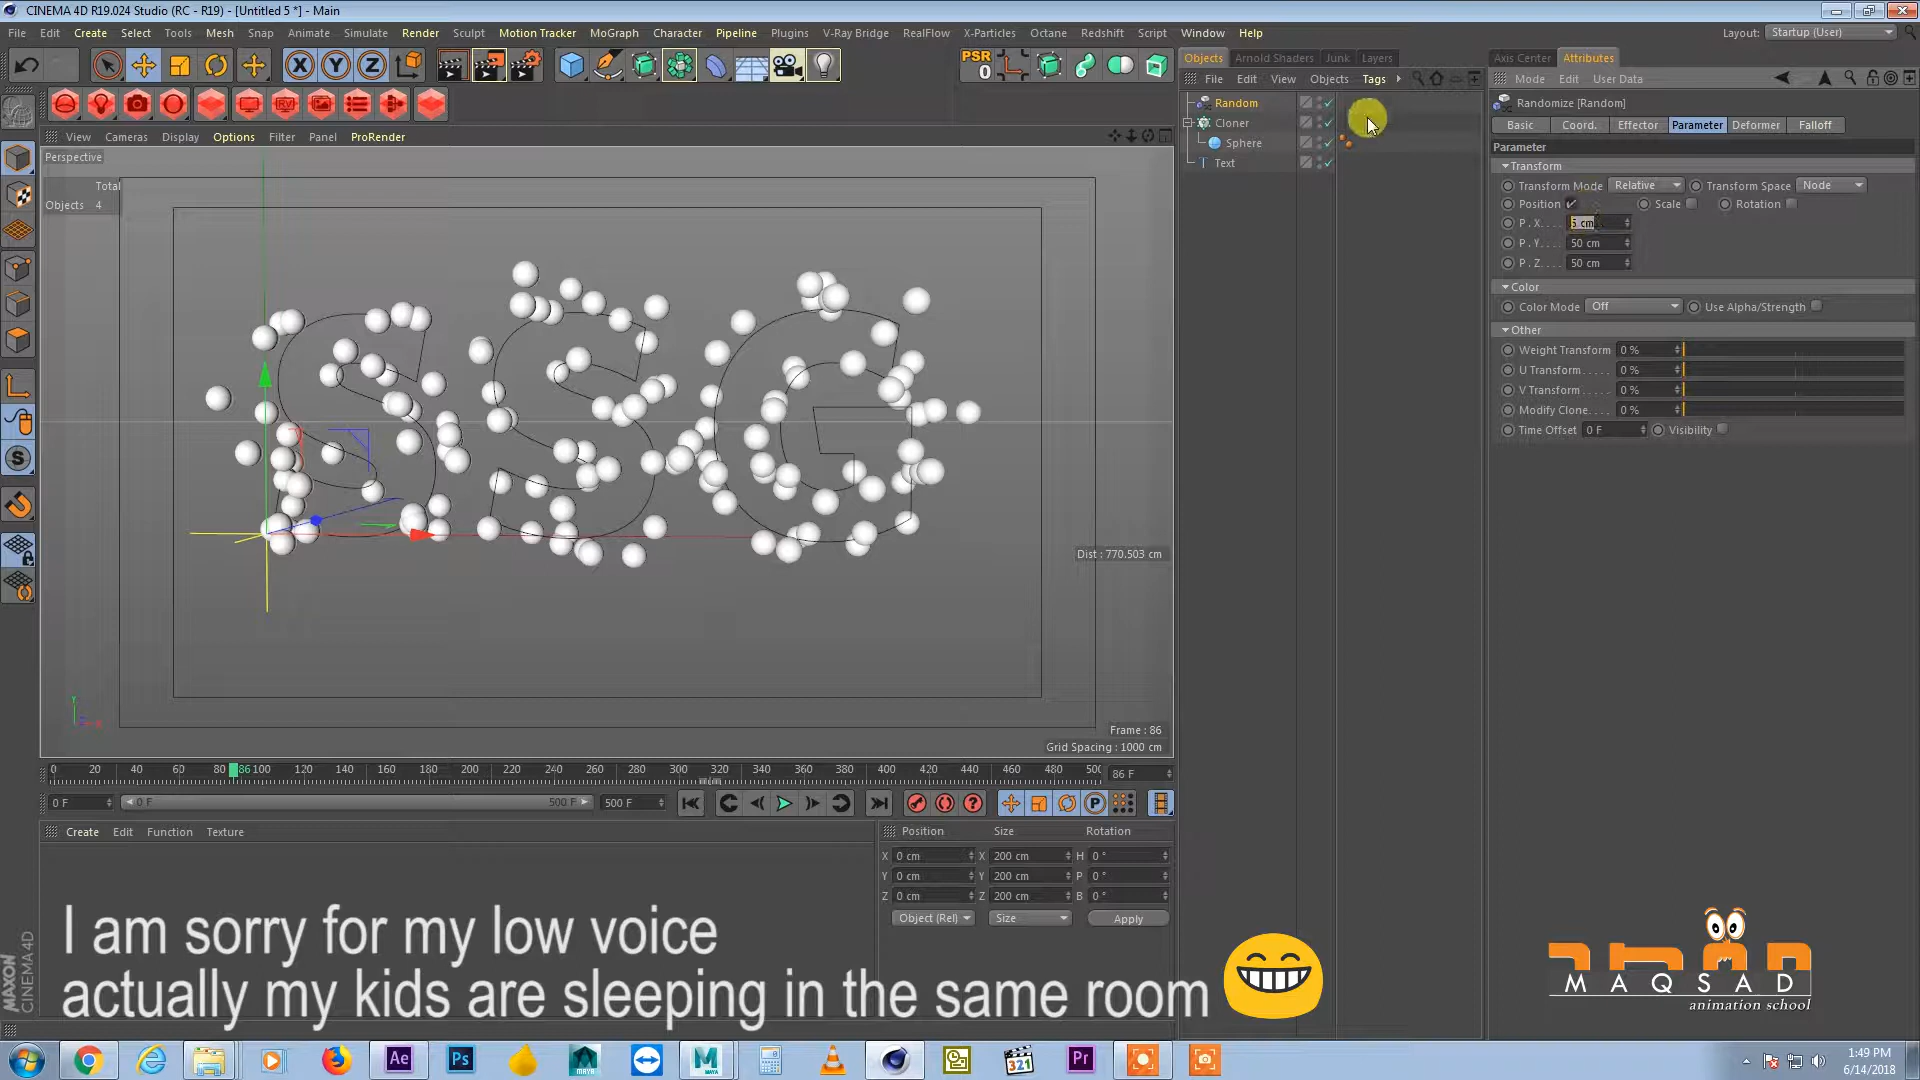 CINEMA 4D R19.024 Studio (RC - R19) - [Untitled 5 *] - Main
File Edit Create Select Tools Mesh Snap Animate Simulate Render Sculpt Motion Tracker MoGraph Character Pipeline Plugins V-Ray Bridge RealFlow X-Particles Octane Redshift Script Window Help
Layout: Startup (User)
PSR
0
X Y Z
RV
Objects Arnold Shaders Junk Layers
File Edit View Objects Tags
Random
Cloner
Sphere
Text
Axis Center Attributes
Mode Edit User Data
Randomize [Random]
Basic Coord. Effector Parameter Deformer Falloff
Parameter
Transform
Transform Mode Relative Transform Space Node
Position Scale Rotation
P . X . . . . 5 cm
P . Y . . . . 50 cm
P . Z . . . . 50 cm
Color
Color Mode Off Use Alpha/Strength
Other
Weight Transform 0 %
U Transform . . . . . 0 %
V Transform . . . . . 0 %
Modify Clone. . . . . 0 %
Time Offset 0 F Visibility
View Cameras Display Options Filter Panel ProRender
Perspective
Total
Objects 4
Dist : 770.503 cm
Frame : 86
Grid Spacing : 1000 cm
Y
0 20 40 60 80 86 100 120 140 160 180 200 220 240 260 280 300 320 340 360 380 400 420 440 460 480 500 86 F
0 F 0 F 500 F 500 F
P
S
Create Edit Function Texture
Position Size Rotation
X 0 cm X 200 cm H 0 °
Y 0 cm Y 200 cm P 0 °
Z 0 cm Z 200 cm B 0 °
Object (Rel) Size Apply
MAXON
CINEMA 4D
I am sorry for my low voice
actually my kids are sleeping in the same room
MAQSAD
animation school
Ae Ps MAYA M MAYA 321 Pr
1:49 PM
6/14/2018